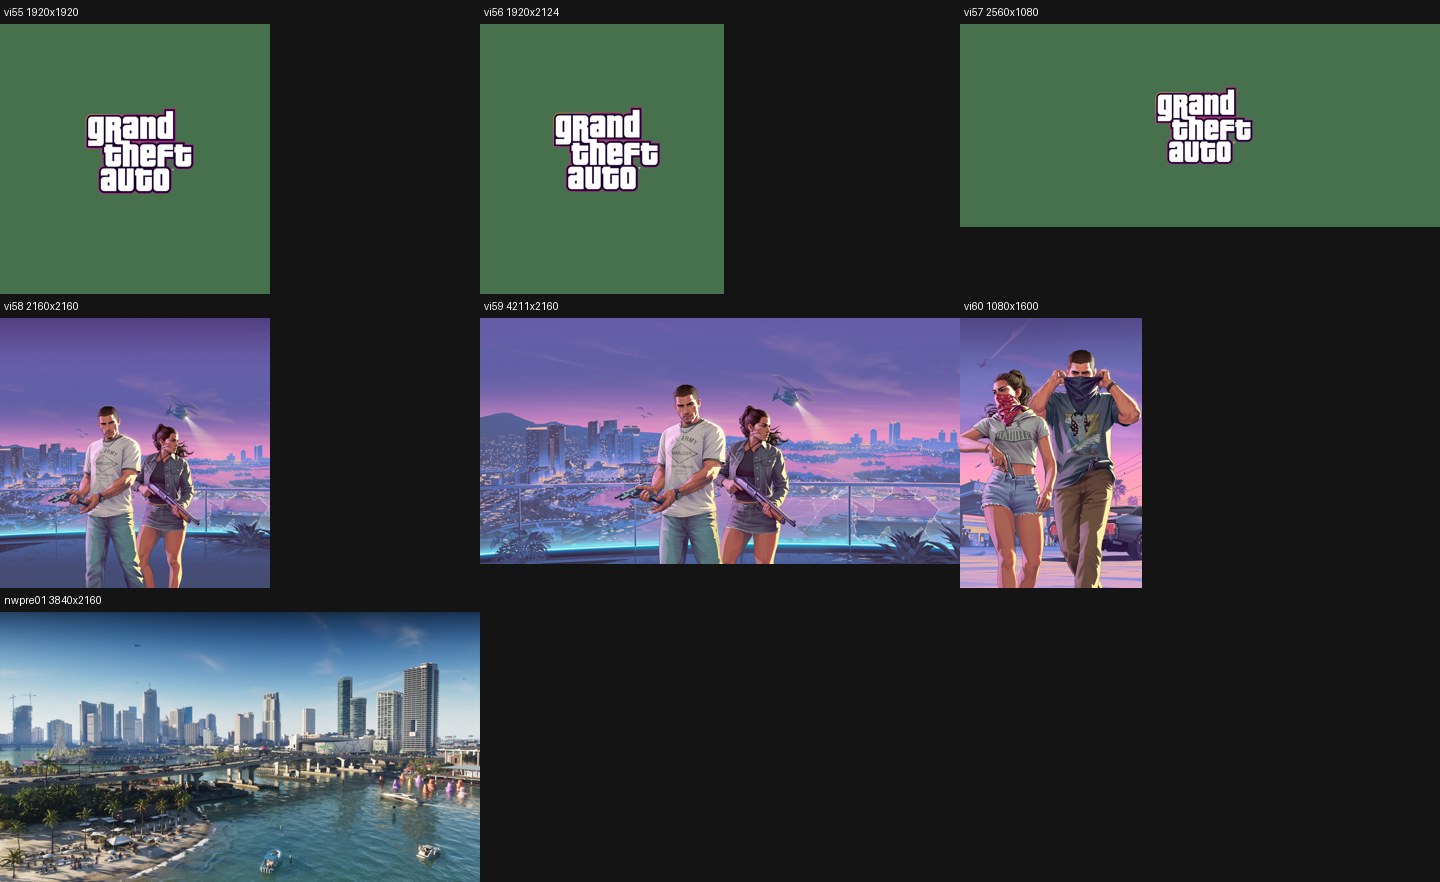 vi55 1920x1920
vi56 1920x2124
vi57 2560x1080
grand
theft
auto
grand
theft
auto
grand
theft
auto
vi58 2160x2160
vi59 4211x2160
vi60 1080x1600
nwpre01 3840x2160